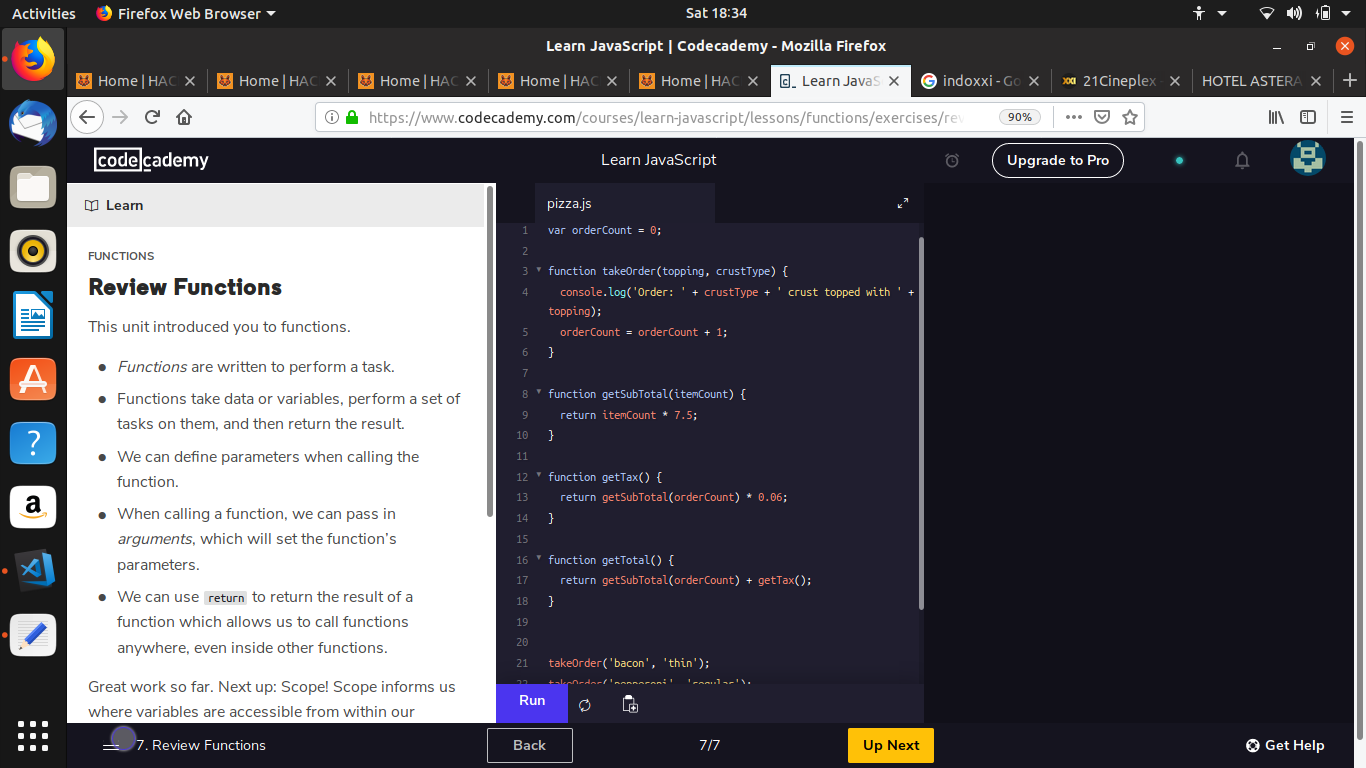 Activities
Firefox Web Browser
Sat 18:34
Learn JavaScript | Codecademy - Mozilla Firefox
Home | HAC
Home | HAC
Home | HAC
Home | HAC
Home | HAC
Learn JavaS
indoxxi - Go
21Cineplex -
HOTEL ASTERA
https://www.codecademy.com/courses/learn-javascript/lessons/functions/exercises/rev
90%
codecademy
Learn JavaScript
Upgrade to Pro
Learn
FUNCTIONS
Review Functions
This unit introduced you to functions.
Functions are written to perform a task.
Functions take data or variables, perform a set of
tasks on them, and then return the result.
We can define parameters when calling the
function.
When calling a function, we can pass in
arguments, which will set the function's
parameters.
We can use return to return the result of a
function which allows us to call functions
anywhere, even inside other functions.
Great work so far. Next up: Scope! Scope informs us
where variables are accessible from within our
pizza.js
1 var orderCount = 0;
2
3 function takeOrder(topping, crustType) {
4 console.log('Order: ' + crustType + ' crust topped with ' +
topping);
5 orderCount = orderCount + 1;
6 }
7
8 function getSubTotal(itemCount) {
9 return itemCount * 7.5;
10 }
11
12 function getTax() {
13 return getSubTotal(orderCount) * 0.06;
14 }
15
16 function getTotal() {
17 return getSubTotal(orderCount) + getTax();
18 }
19
20
21 takeOrder('bacon', 'thin');
22 takeOrder('pepperoni', 'regular');
Run
7. Review Functions
Back
7/7
Up Next
Get Help